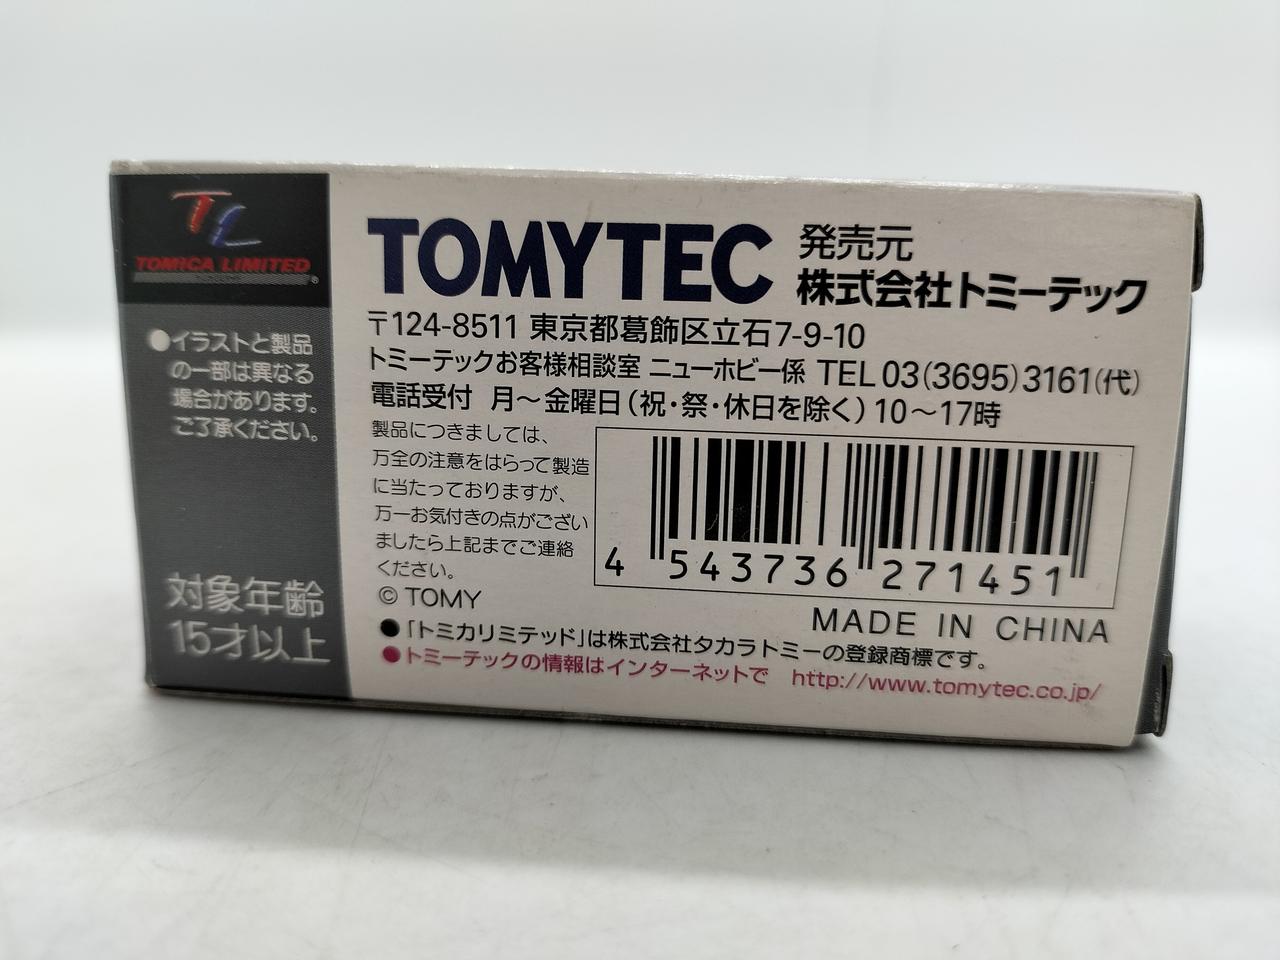 TL
TOMICA LIMITED
●イラストと製品
の一部は異なる
場合があります。
ご了承ください。
対象年齢
15才以上
TOMYTEC
発売元
株式会社トミーテック
〒124-8511 東京都葛飾区立石7-9-10
トミーテックお客様相談室 ニューホビー係 TEL 03(3695)3161(代)
電話受付 月～金曜日(祝・祭・休日を除く)10～17時
製品につきましては、
万全の注意をはらって製造
に当たっておりますが、
万一お気付きの点がござい
ましたら上記までご連絡
ください。
© TOMY
4 543736 271451
MADE IN CHINA
●「トミカリミテッド」は株式会社タカラトミーの登録商標です。
●トミーテックの情報はインターネットで http://www.tomytec.co.jp/